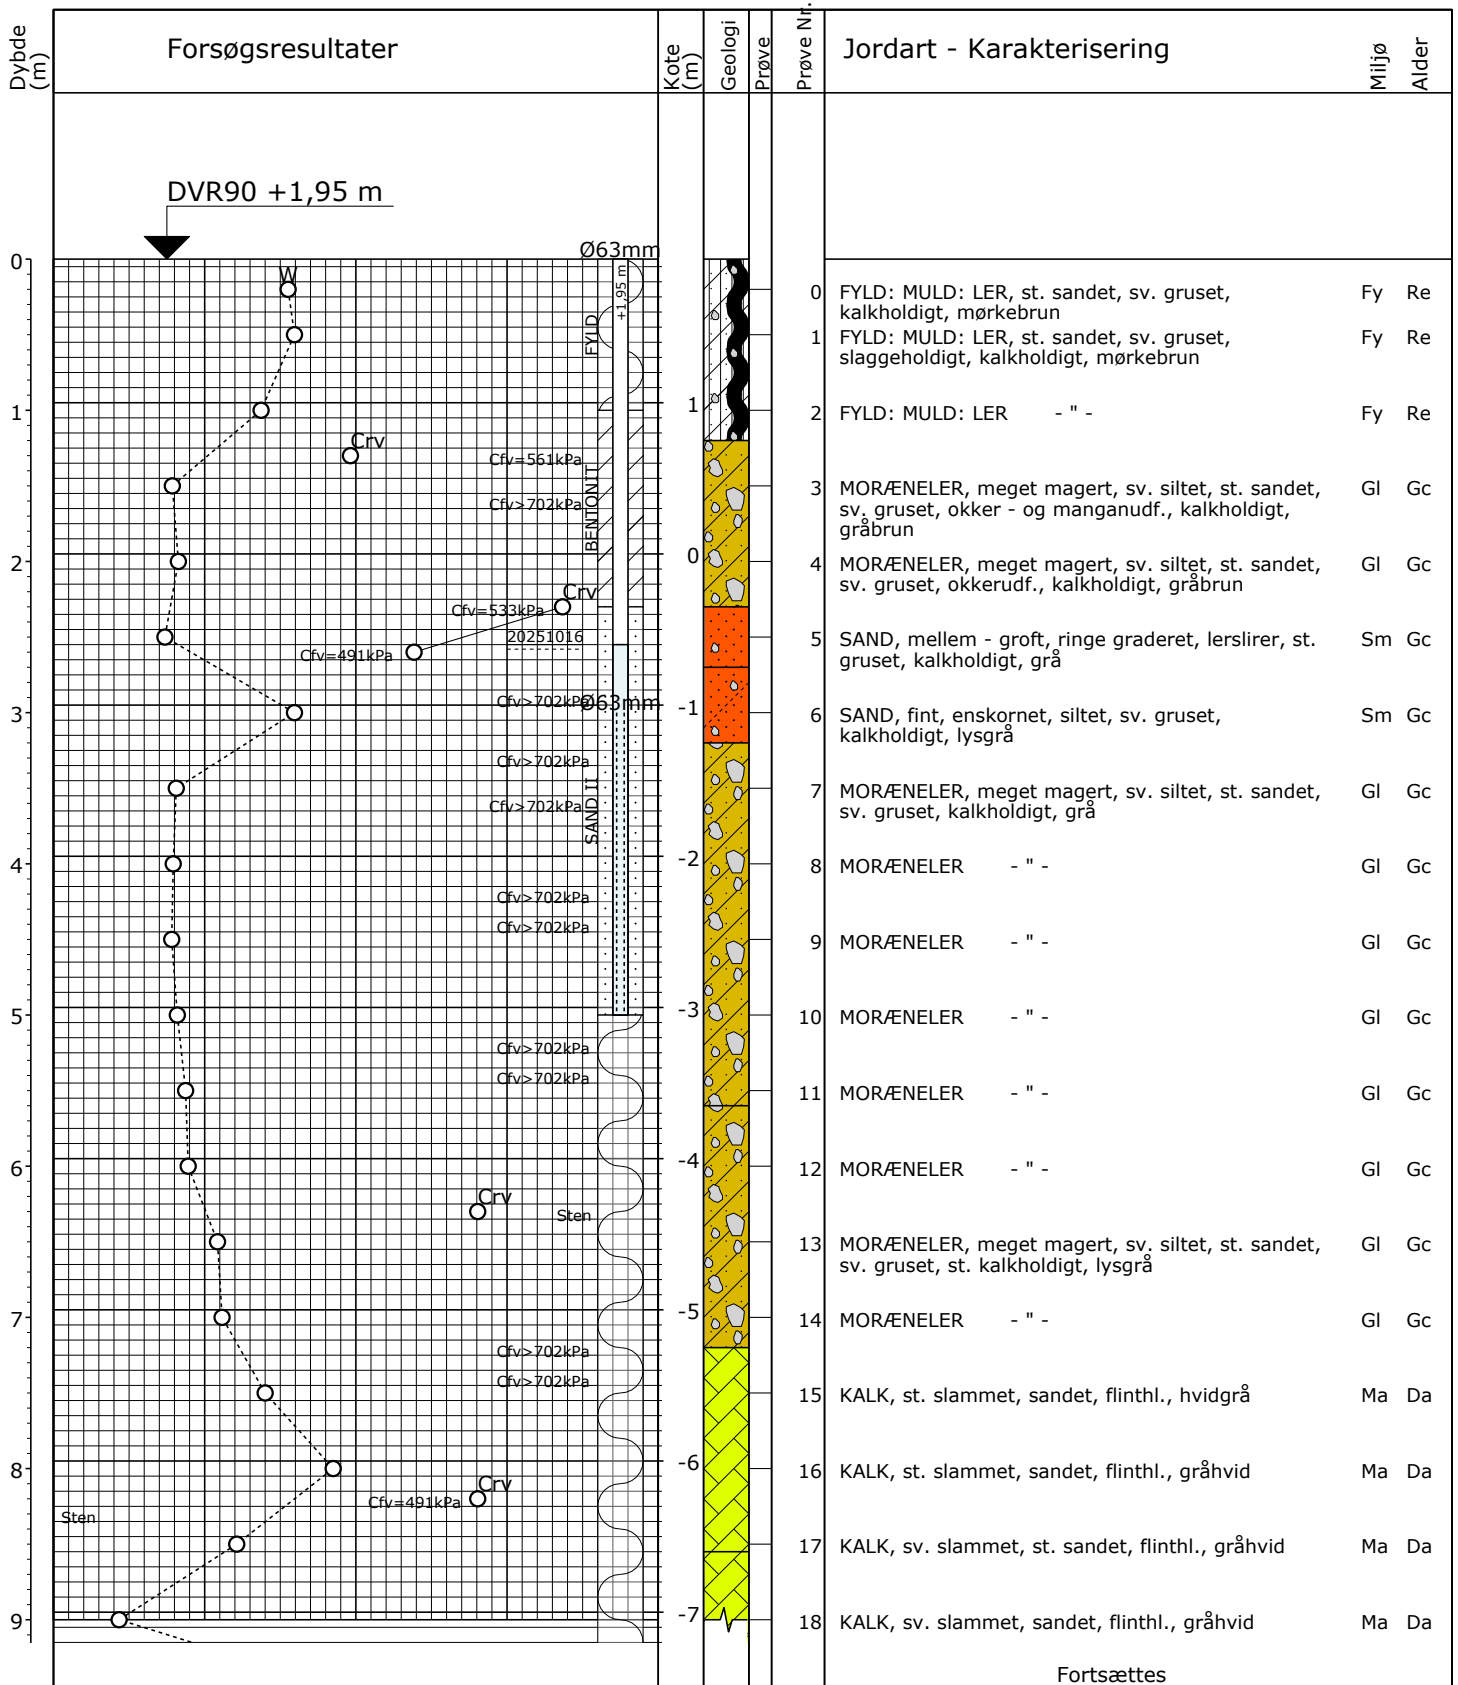 Dybde (m)
Forsøgsresultater
Kote (m)
Geologi
Prøve
Prøve Nr.
Jordart - Karakterisering
Miljø
Alder
DVR90 +1,95 m
Ø63mm
0
W
+1,95 m
FYLD
0 FYLD: MULD: LER, st. sandet, sv. gruset, Fy Re
kalkholdigt, mørkebrun
1 FYLD: MULD: LER, st. sandet, sv. gruset, Fy Re
slaggeholdigt, kalkholdigt, mørkebrun
1 1 2 FYLD: MULD: LER - " - Fy Re
Crv
Cfv=561kPa
BENTONIT
Cfv>702kPa
3 MORÆNELER, meget magert, sv. siltet, st. sandet, Gl Gc
sv. gruset, okker - og manganudf., kalkholdigt,
gråbrun
2 0 4 MORÆNELER, meget magert, sv. siltet, st. sandet, Gl Gc
sv. gruset, okkerudf., kalkholdigt, gråbrun
Crv
Cfv=533kPa
20251016
Cfv=491kPa
5 SAND, mellem - groft, ringe graderet, lerslirer, st. Sm Gc
gruset, kalkholdigt, grå
Cfv>702kPa
Ø63mm
3 -1 6 SAND, fint, enskornet, siltet, sv. gruset, Sm Gc
kalkholdigt, lysgrå
Cfv>702kPa
7 MORÆNELER, meget magert, sv. siltet, st. sandet, Gl Gc
sv. gruset, kalkholdigt, grå
Cfv>702kPa
SAND II
4 -2 8 MORÆNELER - " - Gl Gc
Cfv>702kPa
Cfv>702kPa
9 MORÆNELER - " - Gl Gc
5 -3 10 MORÆNELER - " - Gl Gc
Cfv>702kPa
Cfv>702kPa
11 MORÆNELER - " - Gl Gc
6 -4 12 MORÆNELER - " - Gl Gc
Crv
Sten
13 MORÆNELER, meget magert, sv. siltet, st. sandet, Gl Gc
sv. gruset, st. kalkholdigt, lysgrå
7 -5 14 MORÆNELER - " - Gl Gc
Cfv>702kPa
Cfv>702kPa
15 KALK, st. slammet, sandet, flinthl., hvidgrå Ma Da
8 -6 16 KALK, st. slammet, sandet, flinthl., gråhvid Ma Da
Crv
Cfv=491kPa
Sten
17 KALK, sv. slammet, st. sandet, flinthl., gråhvid Ma Da
9 -7 18 KALK, sv. slammet, sandet, flinthl., gråhvid Ma Da
Fortsættes